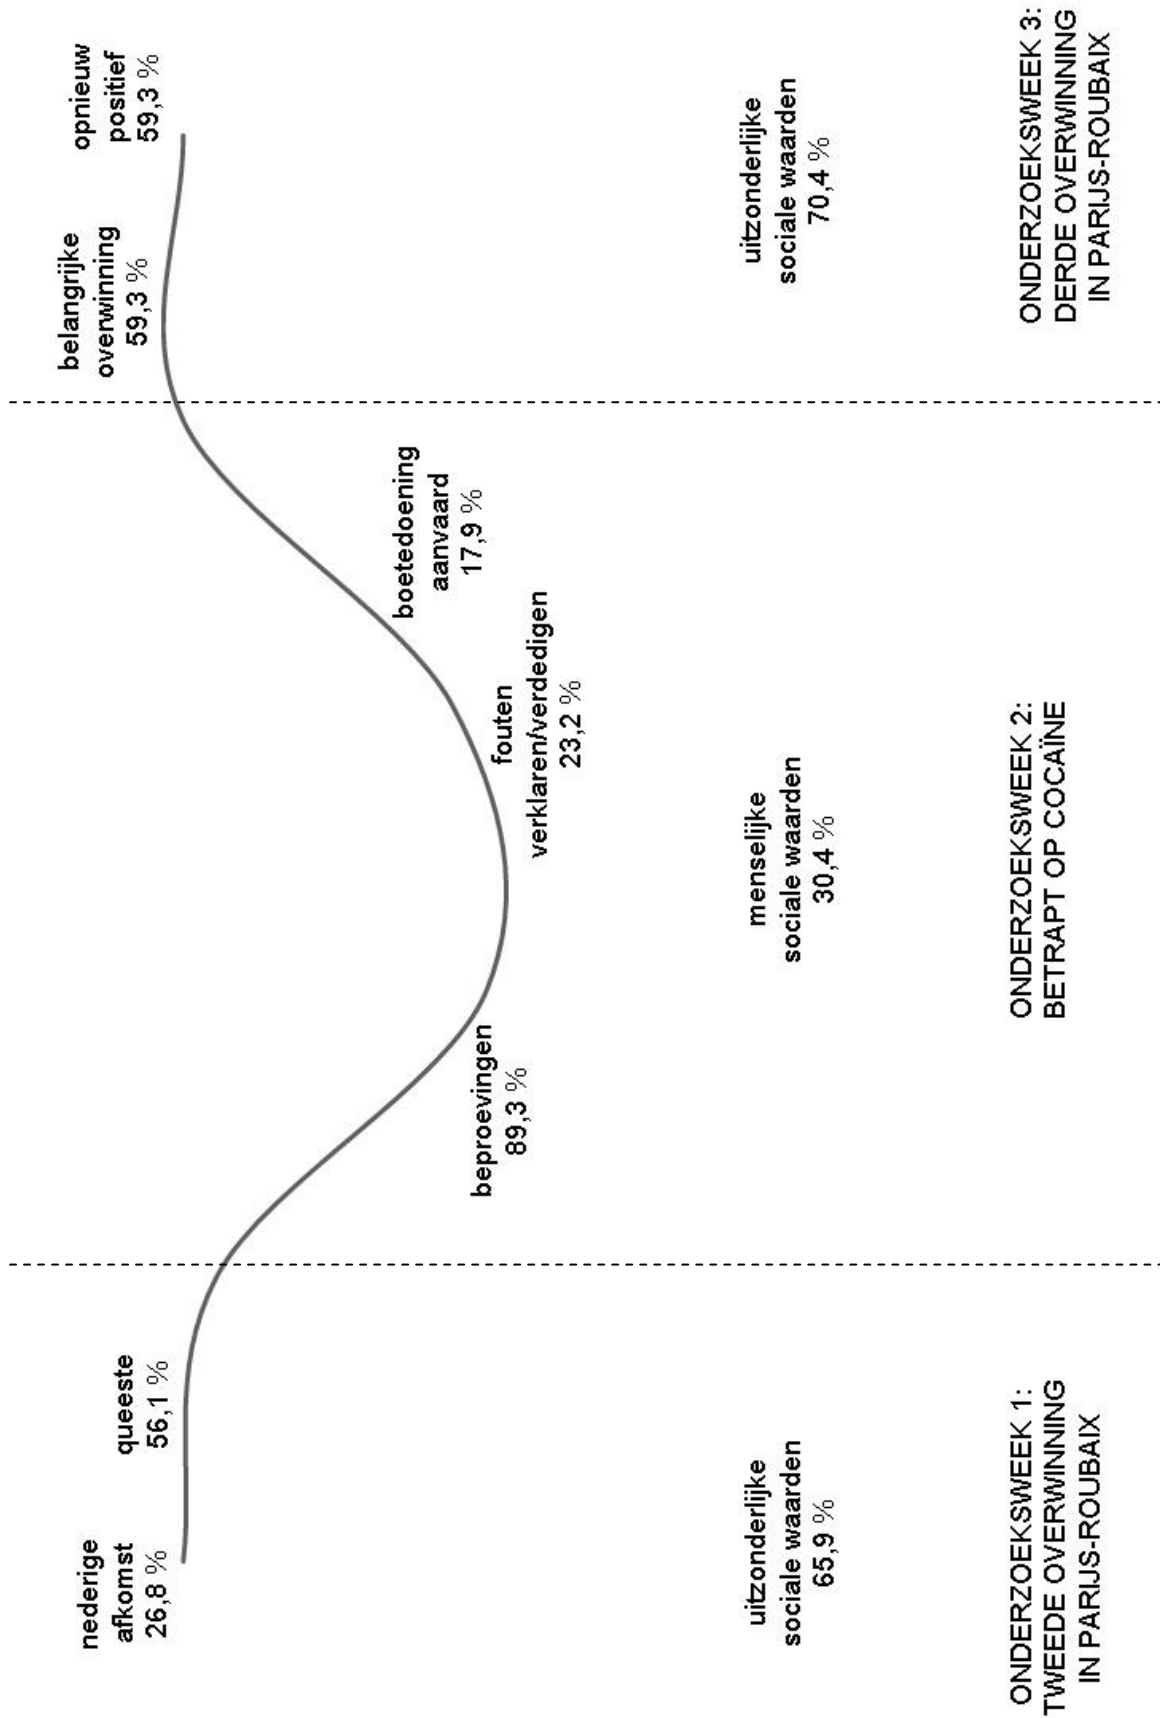 nederige
afkomst
26,8 %
queeste
56,1 %
beproevingen
89,3 %
fouten
verklaren/verdedigen
23,2 %
boetedoening
aanvaard
17,9 %
belangrijke
overwinning
59,3 %
opnieuw
positief
59,3 %
uitzonderlijke
sociale waarden
65,9 %
menselijke
sociale waarden
30,4 %
uitzonderlijke
sociale waarden
70,4 %
ONDERZOEKSWEEK 1:
TWEEDE OVERWINNING
IN PARIJS-ROUBAIX
ONDERZOEKSWEEK 2:
BETRAPT OP COCAÏNE
ONDERZOEKSWEEK 3:
DERDE OVERWINNING
IN PARIJS-ROUBAIX